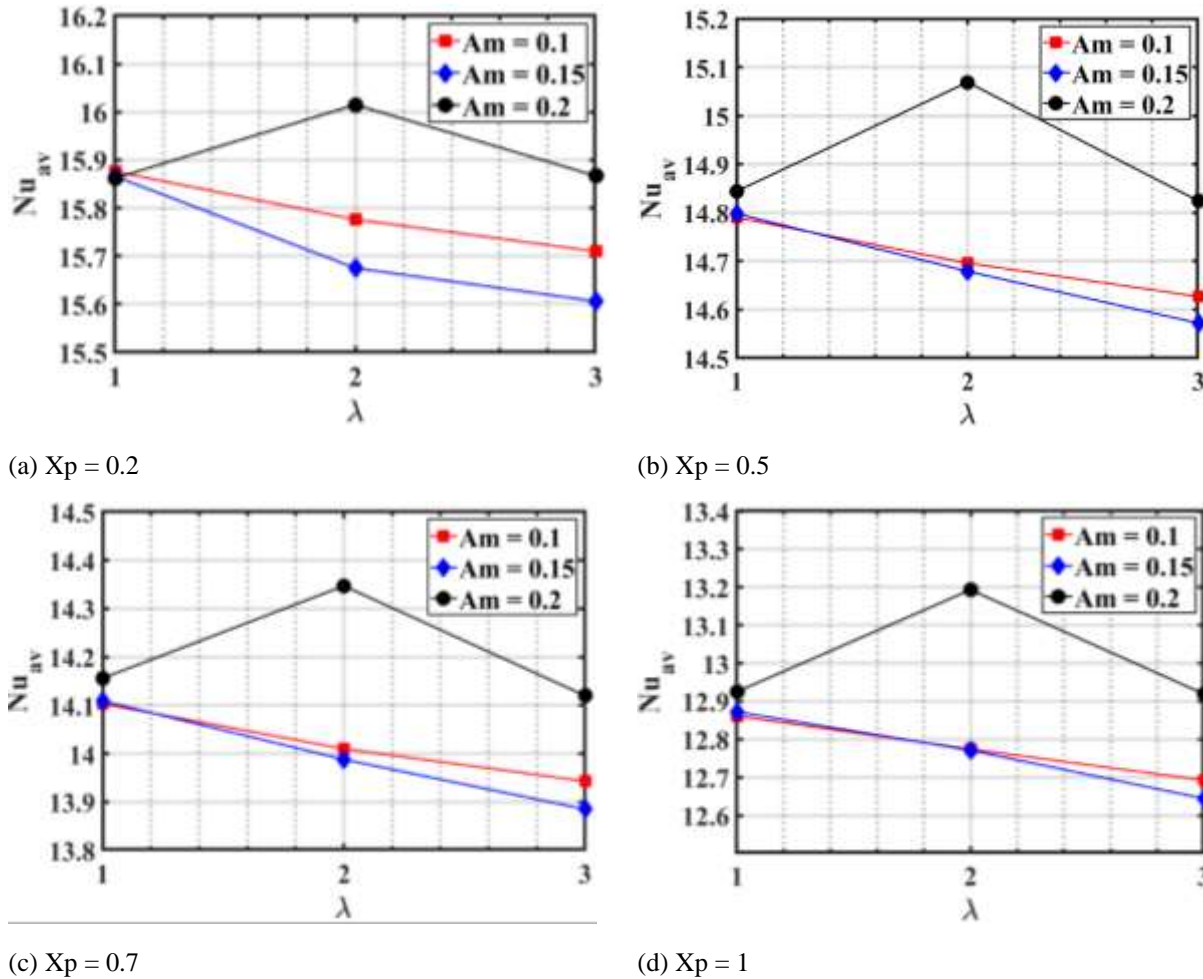 16.2
16.1
16
15.9
15.8
15.7
15.6
15.5
Nu_av
Am = 0.1
Am = 0.15
Am = 0.2
1 2 3
λ
(a) Xp = 0.2
15.2
15.1
15
14.9
14.8
14.7
14.6
14.5
Nu_av
Am = 0.1
Am = 0.15
Am = 0.2
1 2 3
λ
(b) Xp = 0.5
14.5
14.4
14.3
14.2
14.1
14
13.9
13.8
Nu_av
Am = 0.1
Am = 0.15
Am = 0.2
1 2 3
λ
(c) Xp = 0.7
13.4
13.3
13.2
13.1
13
12.9
12.8
12.7
12.6
Nu_av
Am = 0.1
Am = 0.15
Am = 0.2
1 2 3
λ
(d) Xp = 1